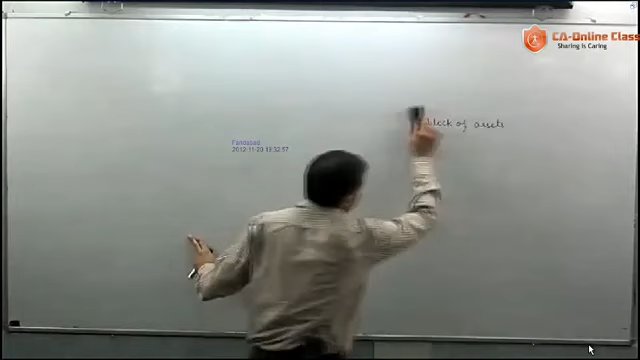 CA-Online Class
Sharing is Caring
block of assets
Faridabad
2012-11-20 13:32:57